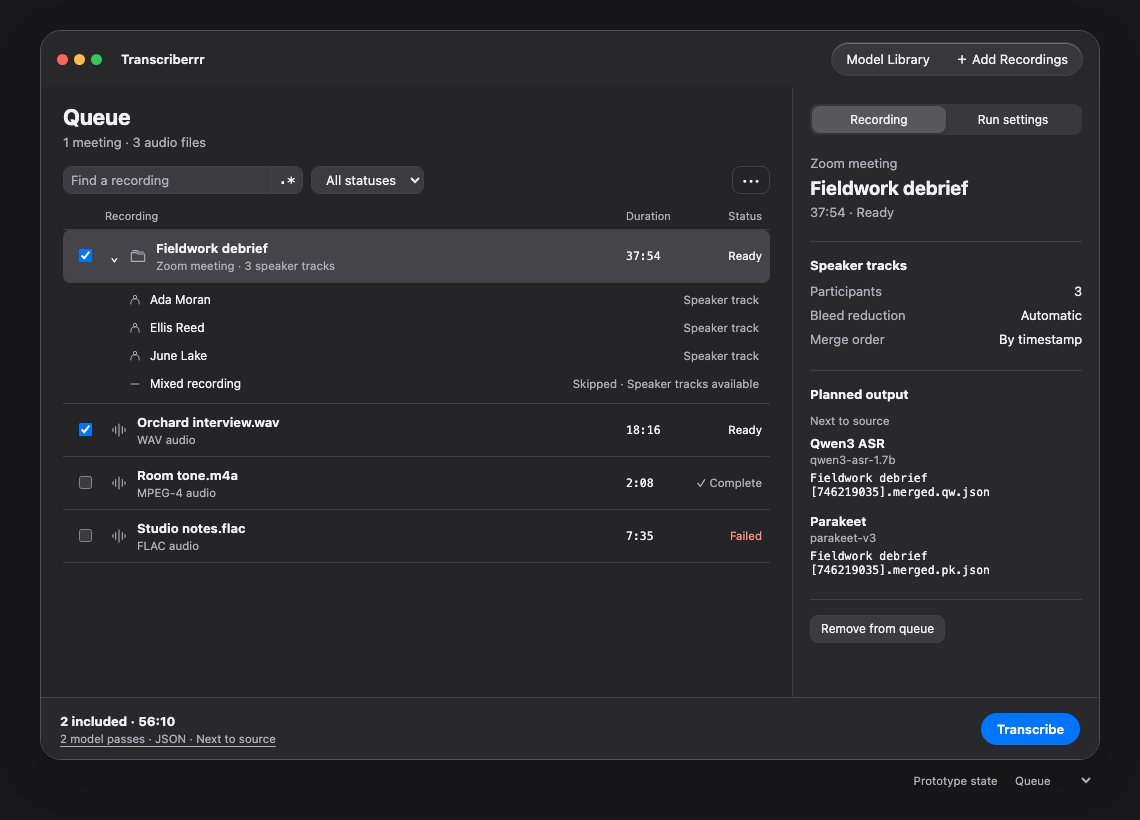 Transcriberrr
Model Library
+ Add Recordings
Queue
1 meeting · 3 audio files
Find a recording
.*
All statuses
···
Recording
Duration
Status
Fieldwork debrief
Zoom meeting · 3 speaker tracks
37:54
Ready
Ada Moran
Speaker track
Ellis Reed
Speaker track
June Lake
Speaker track
Mixed recording
Skipped · Speaker tracks available
Orchard interview.wav
WAV audio
18:16
Ready
Room tone.m4a
MPEG-4 audio
2:08
✓ Complete
Studio notes.flac
FLAC audio
7:35
Failed
Recording
Run settings
Zoom meeting
Fieldwork debrief
37:54 · Ready
Speaker tracks
Participants
3
Bleed reduction
Automatic
Merge order
By timestamp
Planned output
Next to source
Qwen3 ASR
qwen3-asr-1.7b
Fieldwork debrief
[746219035].merged.qw.json
Parakeet
parakeet-v3
Fieldwork debrief
[746219035].merged.pk.json
Remove from queue
2 included · 56:10
2 model passes · JSON · Next to source
Transcribe
Prototype state
Queue